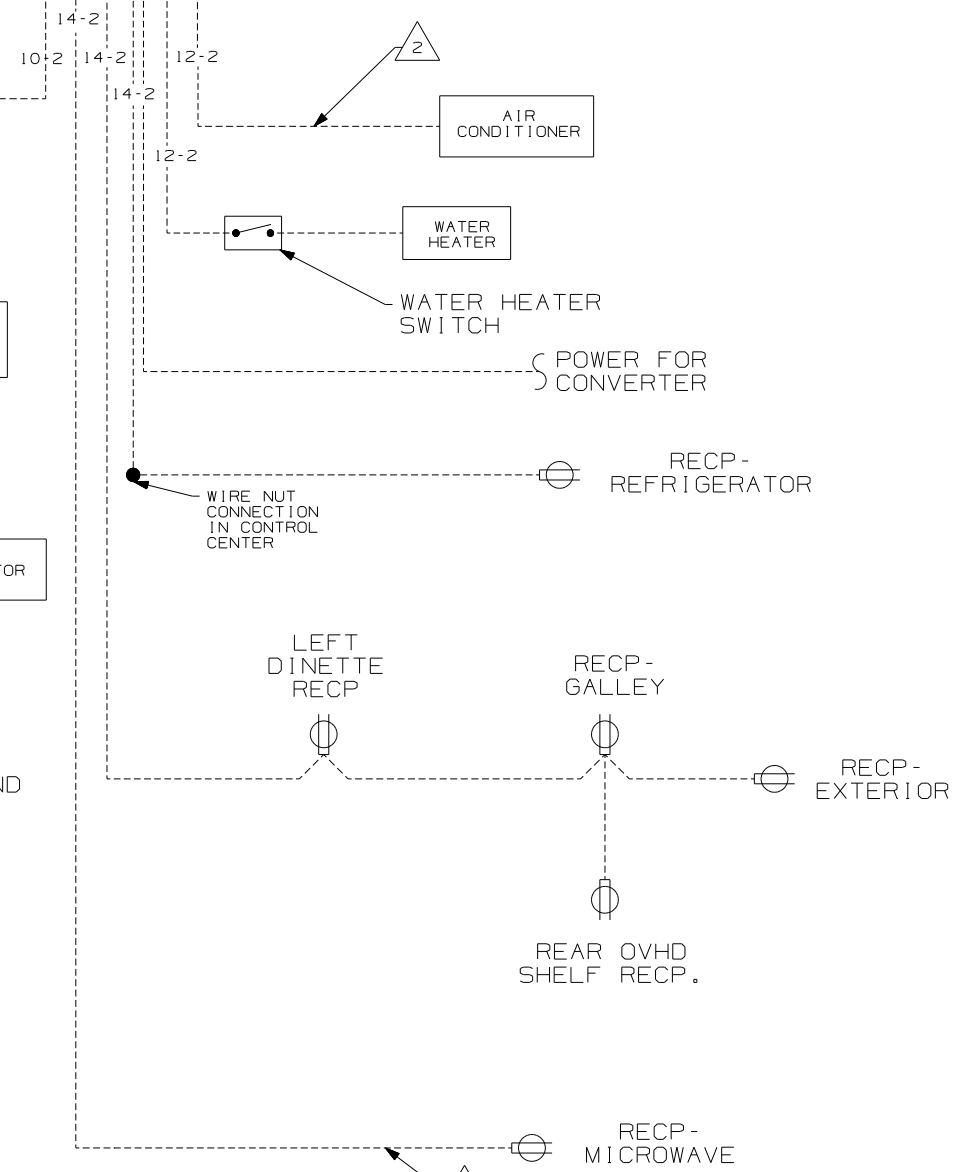 14-2
10-2
14-2
12-2
2
14-2
AIR
CONDITIONER
12-2
WATER
HEATER
WATER HEATER
SWITCH
POWER FOR
CONVERTER
RECP-
REFRIGERATOR
WIRE NUT
CONNECTION
IN CONTROL
CENTER
TOR
LEFT
DINETTE
RECP
RECP-
GALLEY
ND
RECP-
EXTERIOR
REAR OVHD
SHELF RECP.
RECP-
MICROWAVE